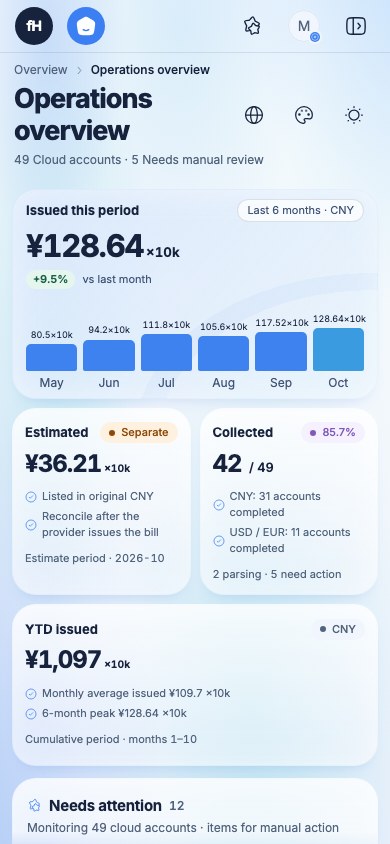 fH
M
Overview › Overview
Operations overview
Operations
overview
49 Cloud accounts · 5 Needs manual review
Issued this period
Last 6 months · CNY
¥128.64 ×10k
+9.5% vs last month
80.5×10k 94.2×10k 111.8×10k 105.6×10k 117.52×10k 128.64×10k
May Jun Jul Aug Sep Oct
Estimated
Separate
¥36.21 ×10k
Listed in original CNY
Reconcile after the
provider issues the bill
Estimate period · 2026-10
Collected
85.7%
42 / 49
CNY: 31 accounts
completed
USD / EUR: 11 accounts
completed
2 parsing · 5 need action
YTD issued
CNY
¥1,097 ×10k
Monthly average issued ¥109.7 ×10k
6-month peak ¥128.64 ×10k
Cumulative period · months 1–10
Needs attention 12
Monitoring 49 cloud accounts · items for manual action